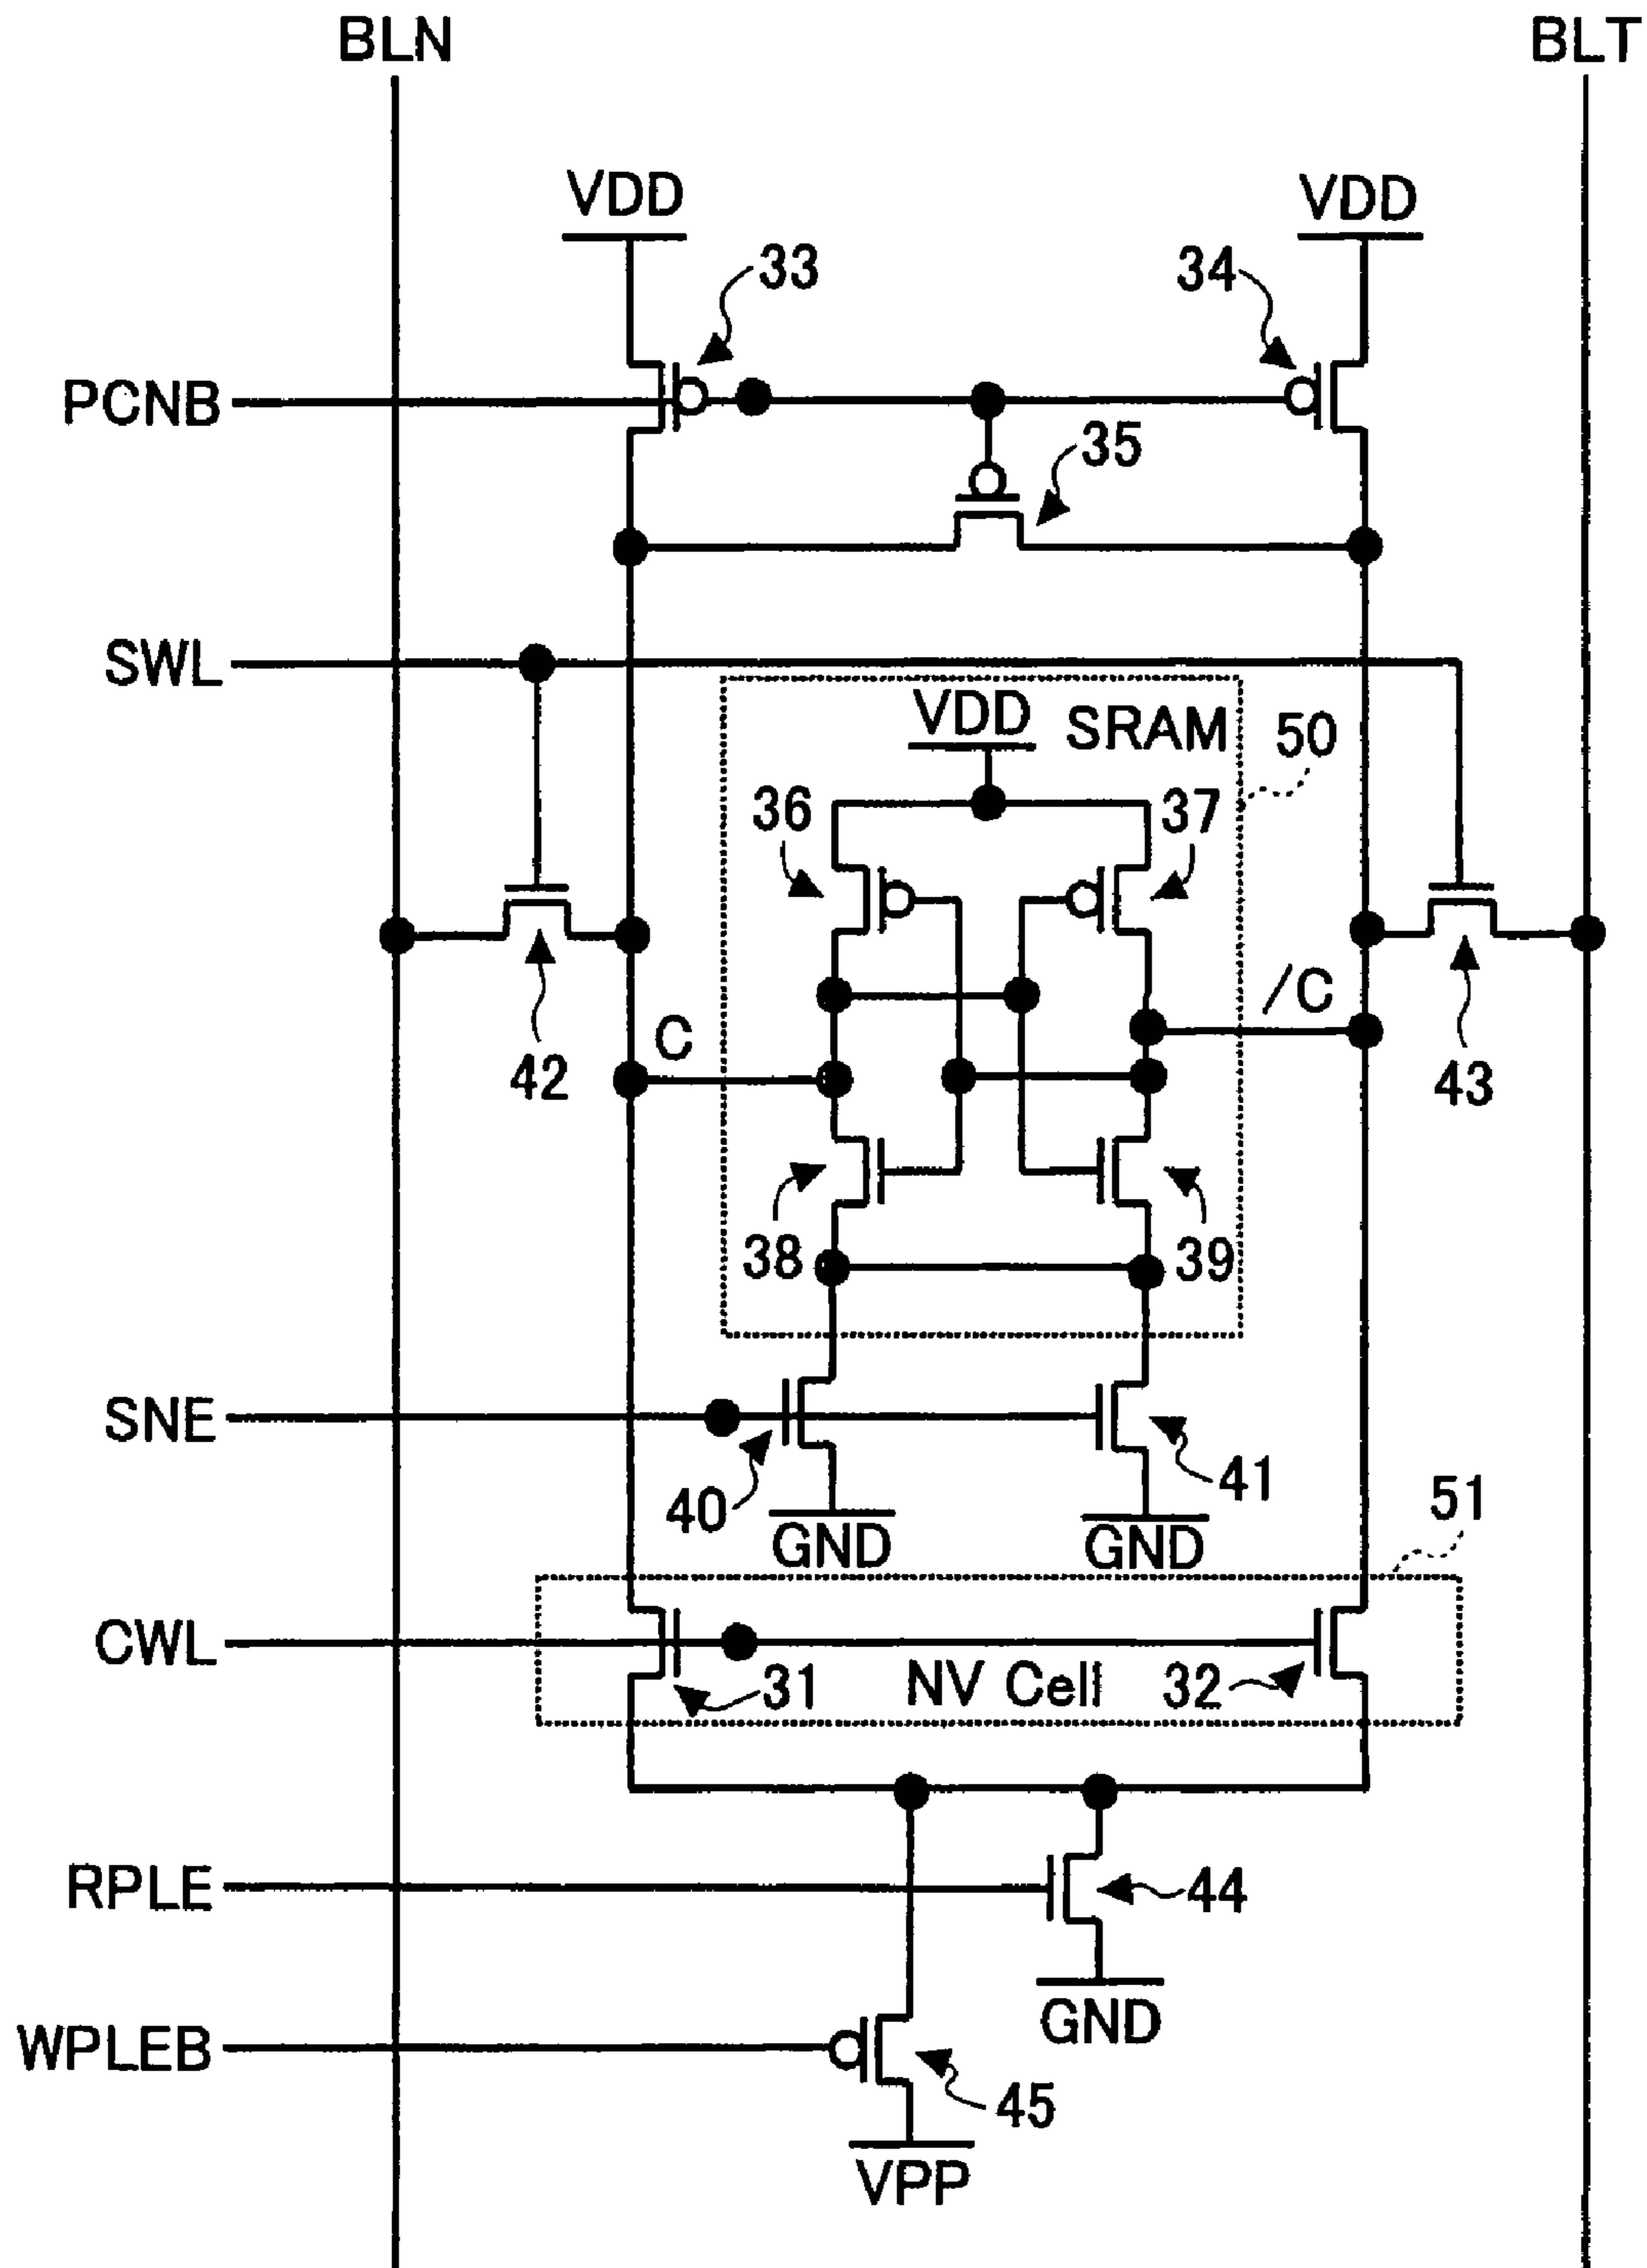 BLN
BLT
VDD
VDD
33
34
PCNB
35
SWL
VDD
SRAM
50
36
37
C
/C
42
43
38
39
SNE
40
41
GND
GND
51
CWL
31
NV Cell
32
RPLE
44
GND
WPLEB
45
VPP